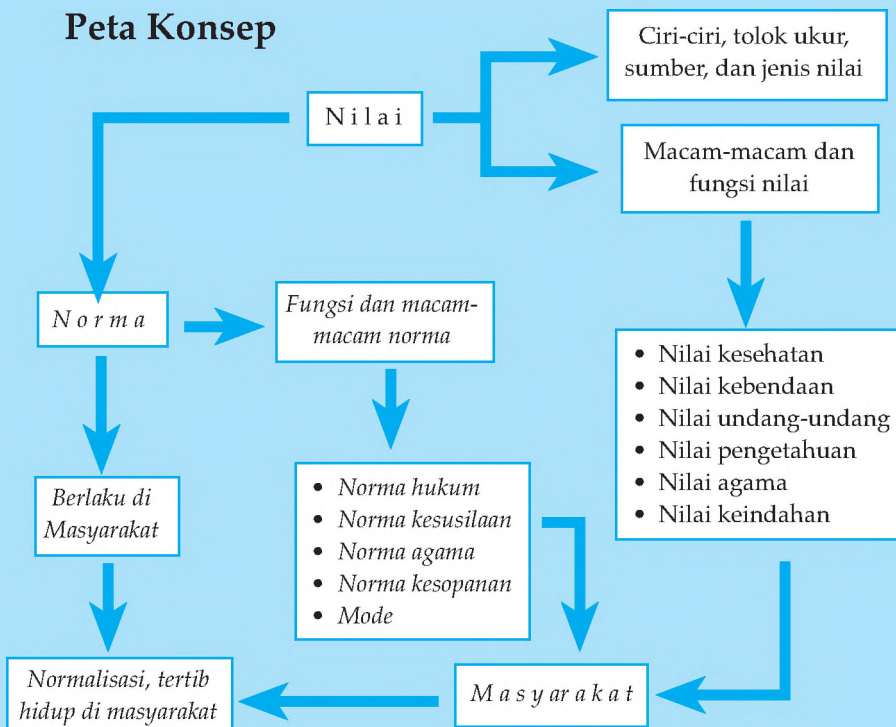 Peta Konsep
Nilai
Ciri-ciri, tolok ukur,
sumber, dan jenis nilai
Macam-macam dan
fungsi nilai
Norma
Fungsi dan macam-
macam norma
• Nilai kesehatan
• Nilai kebendaan
• Nilai undang-undang
• Nilai pengetahuan
• Nilai agama
• Nilai keindahan
Berlaku di
Masyarakat
• Norma hukum
• Norma kesusilaan
• Norma agama
• Norma kesopanan
• Mode
Normalisasi, tertib
hidup di masyarakat
Masyarakat